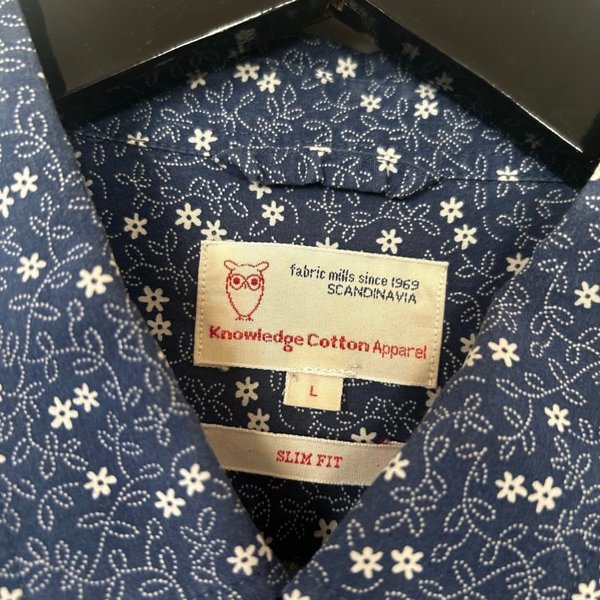 fabric mills since 1969
SCANDINAVIA
Knowledge Cotton Apparel
L
SLIM FIT